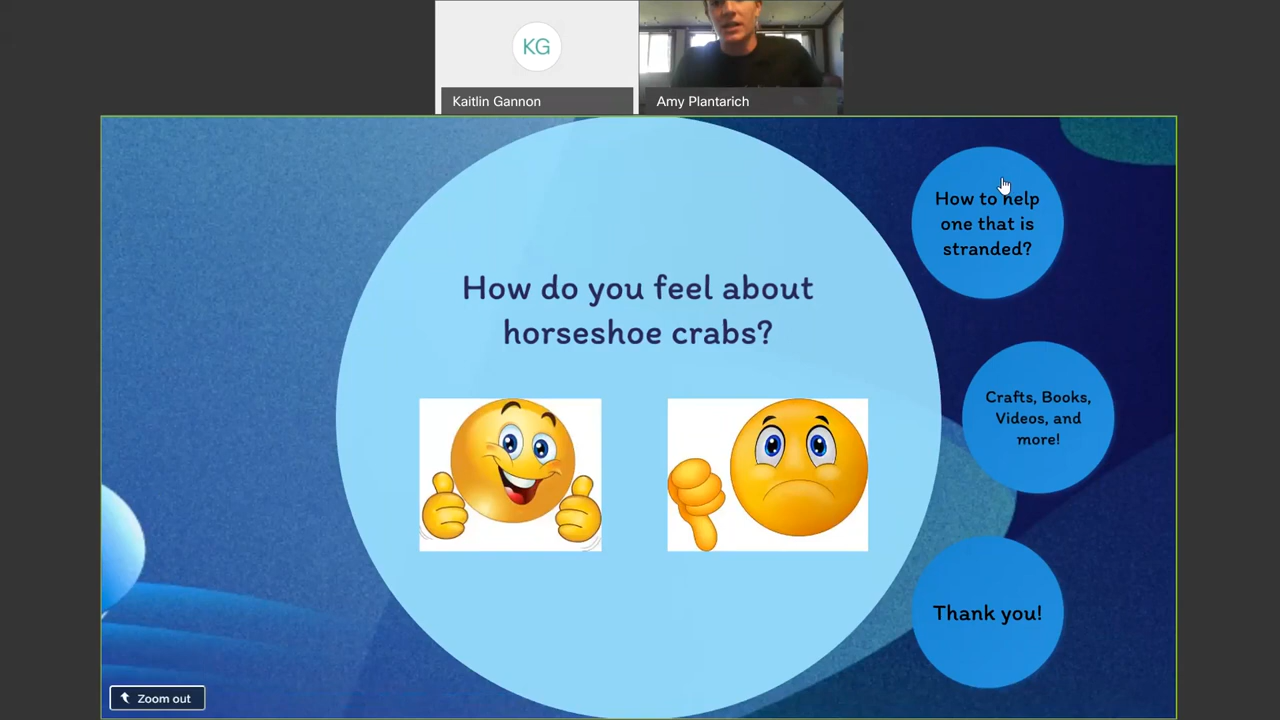 KG
Kaitlin Gannon
Amy Plantarich
How do you feel about
horseshoe crabs?
How to help
one that is
stranded?
Crafts, Books,
Videos, and
more!
Thank you!
Zoom out